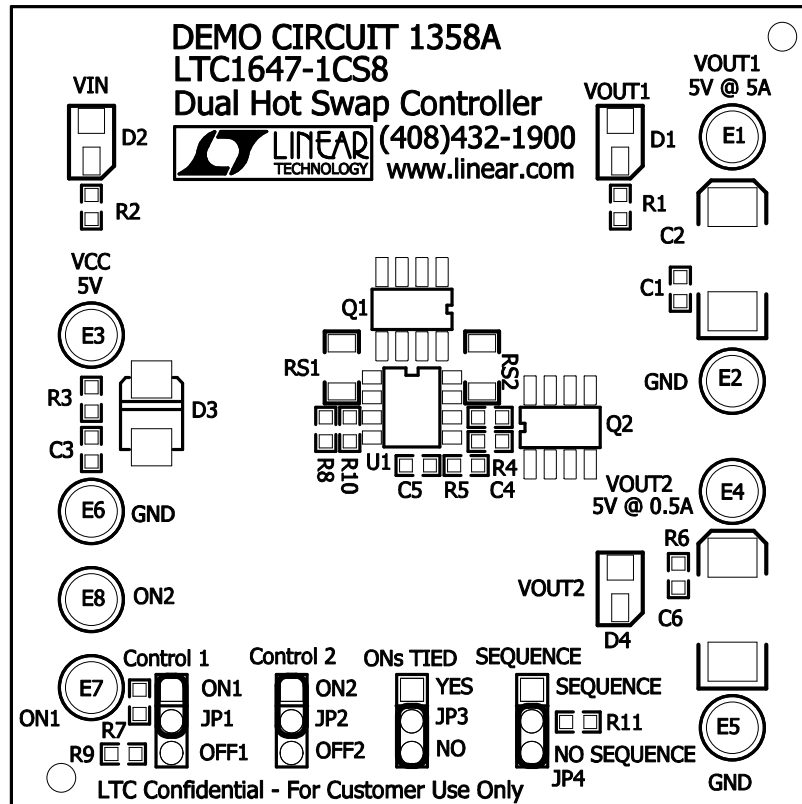 DEMO CIRCUIT 1358A
LTC1647-1CS8
Dual Hot Swap Controller
LINEAR
TECHNOLOGY
(408)432-1900
www.linear.com
VIN
D2
R2
VOUT1
D1
R1
VOUT1
5V @ 5A
E1
C2
C1
VCC
5V
E3
R3
C3
D3
E6
GND
E8
ON2
E7
ON1
Q1
RS1
RS2
R8
R10
U1
C5
R5
R4
C4
Q2
GND
E2
VOUT2
5V @ 0.5A
E4
R6
C6
VOUT2
D4
E5
GND
Control 1
ON1
JP1
OFF1
R7
R9
Control 2
ON2
JP2
OFF2
ONs TIED
YES
JP3
NO
SEQUENCE
SEQUENCE
R11
NO SEQUENCE
JP4
LTC Confidential - For Customer Use Only